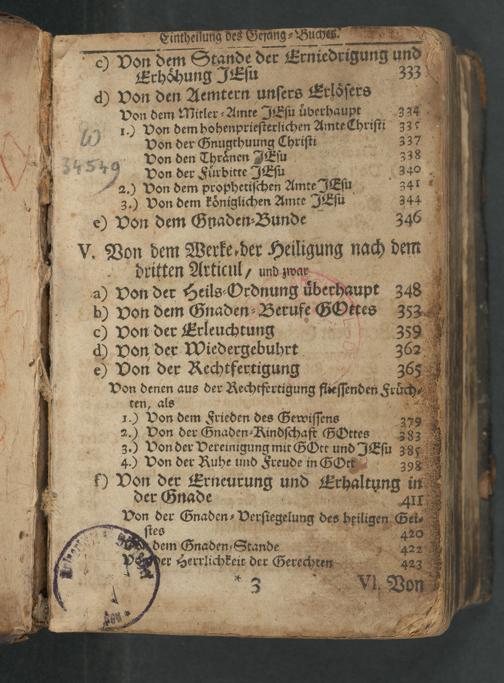 Eintheilung des Gesang-Buches.
c) Von dem Stande der Erniedrigung und
Erhöhung JEsu 333
d) Von den Aemtern unsers Erlösers
Von dem Mitler-Amte JEsu überhaupt 334
1.) Von dem hohenpriesterlichen Amte Christi 335
Von der Gnugthuung Christi 337
Von den Thränen JEsu 338
Von der Fürbitte JEsu 340
2.) Von dem prophetischen Amte JEsu 341
3.) Von dem königlichen Amte JEsu 344
e) Von dem Gnaden-Bunde 346
34549
V. Von dem Werke der Heiligung nach dem
dritten Articul, und zwar
a) Von der Heils-Ordnung überhaupt 348
b) Von dem Gnaden-Berufe GOttes 353
c) Von der Erleuchtung 359
d) Von der Wiedergebuhrt 362
e) Von der Rechtfertigung 365
Von denen aus der Rechtfertigung fliessenden Früch-
ten, als
1.) Von dem Frieden des Gewissens 379
2.) Von der Gnaden-Kindschaft GOttes 383
3.) Von der Vereinigung mit GOtt und JEsu 385
4.) Von der Ruhe und Freude in GOtt 398
f) Von der Erneurung und Erhaltung in
der Gnade 411
Von der Gnaden-Versiegelung des heiligen Gei-
stes 420
dem Gnaden-Stande 422
der Herrlichkeit der Gerechten 423
* 3 VI. Von